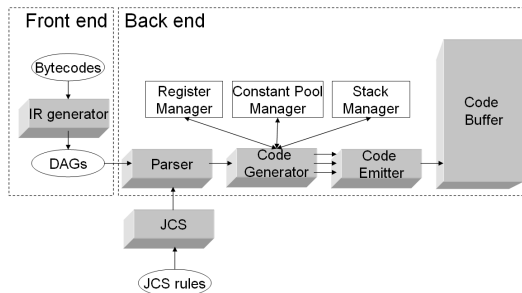 Front end
Back end
Bytecodes
IR generator
DAGs
Register
Manager
Constant Pool
Manager
Stack
Manager
Parser
Code
Generator
Code
Emitter
Code
Buffer
JCS
JCS rules